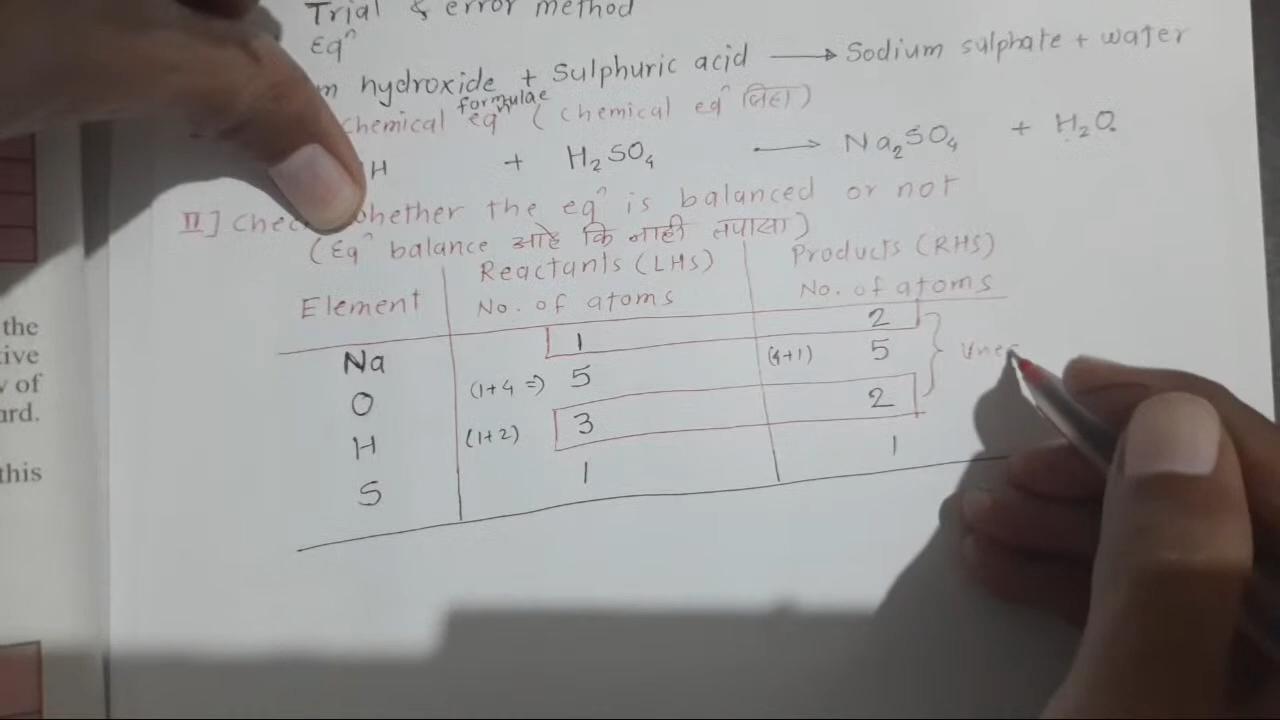 Trial & error method
Eqⁿ
m hydroxide + Sulphuric acid → Sodium sulphate + water
formulae
chemical eqⁿ (chemical eqⁿ लिहा)
H + H₂SO₄ → Na₂SO₄ + H₂O
II] Chec whether the eqⁿ is balanced or not
(Eqⁿ balance आहे कि नाही तपासा)
Element Reactants (LHS) Products (RHS)
No. of atoms No. of atoms
Na 1 2
O (1+4 =) 5 (4+1) 5
H (1+2) 3 2
S 1 1
Une
the
ive
of
ard.
this